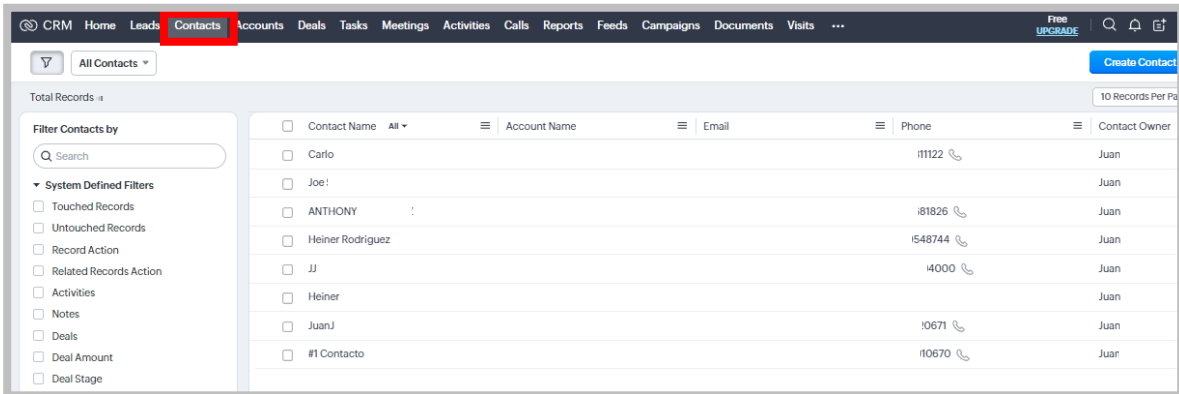 CRM Home Leads Contacts Accounts Deals Tasks Meetings Activities Calls Reports Feeds Campaigns Documents Visits ••• Free
UPGRADE
All Contacts Create Contact
Total Records 10 Records Per Pa
Filter Contacts by Contact Name All Account Name Email Phone Contact Owner
Search Carlo 11122 Juan
System Defined Filters Joe Juan
Touched Records ANTHONY 81826 Juan
Untouched Records
Record Action Heiner Rodriguez 548744 Juan
Related Records Action JJ 4000 Juan
Activities Heiner Juan
Notes
Deals JuanJ 0671 Juan
Deal Amount #1 Contacto 10670 Juan
Deal Stage